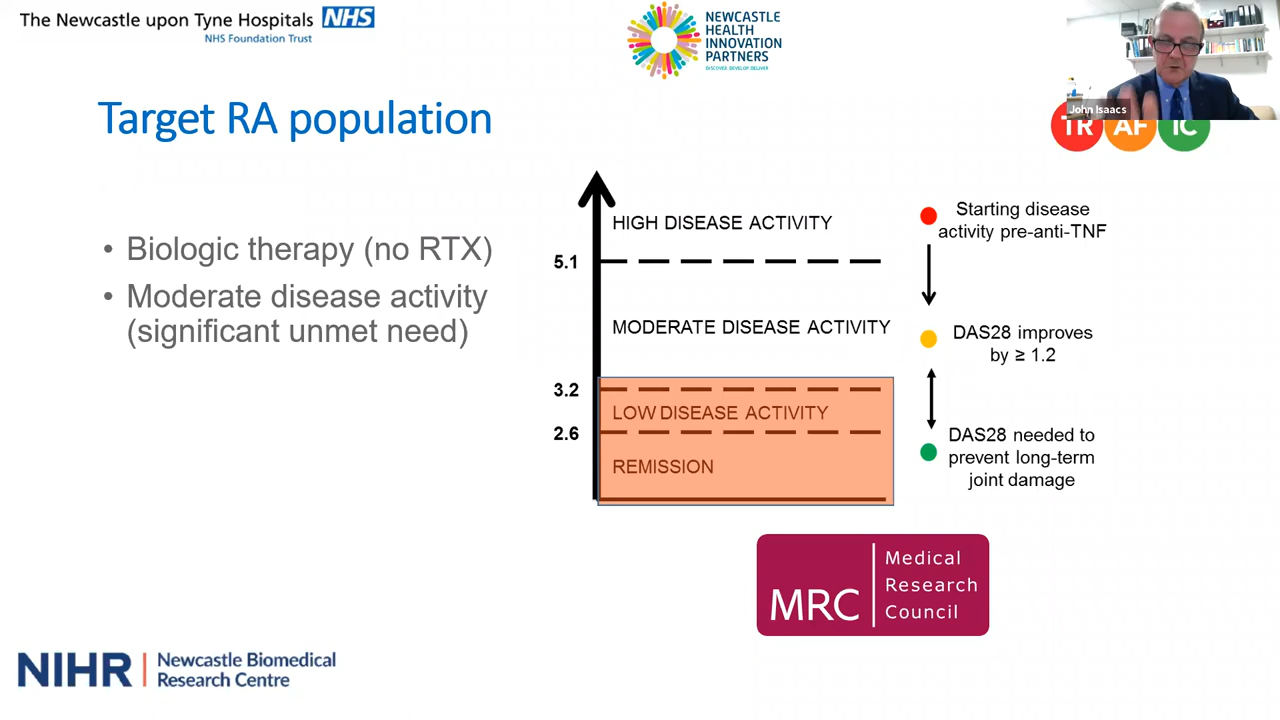 The Newcastle upon Tyne Hospitals NHS
NHS Foundation Trust
NEWCASTLE
HEALTH
INNOVATION
PARTNERS
DISCOVER. DEVELOP. DELIVER
John Isaacs
TR AF IC
Target RA population
• Biologic therapy (no RTX)
• Moderate disease activity
(significant unmet need)
HIGH DISEASE ACTIVITY
5.1
MODERATE DISEASE ACTIVITY
3.2
LOW DISEASE ACTIVITY
2.6
REMISSION
Starting disease
activity pre-anti-TNF
DAS28 improves
by ≥ 1.2
DAS28 needed to
prevent long-term
joint damage
MRC
Medical
Research
Council
NIHR
Newcastle Biomedical
Research Centre